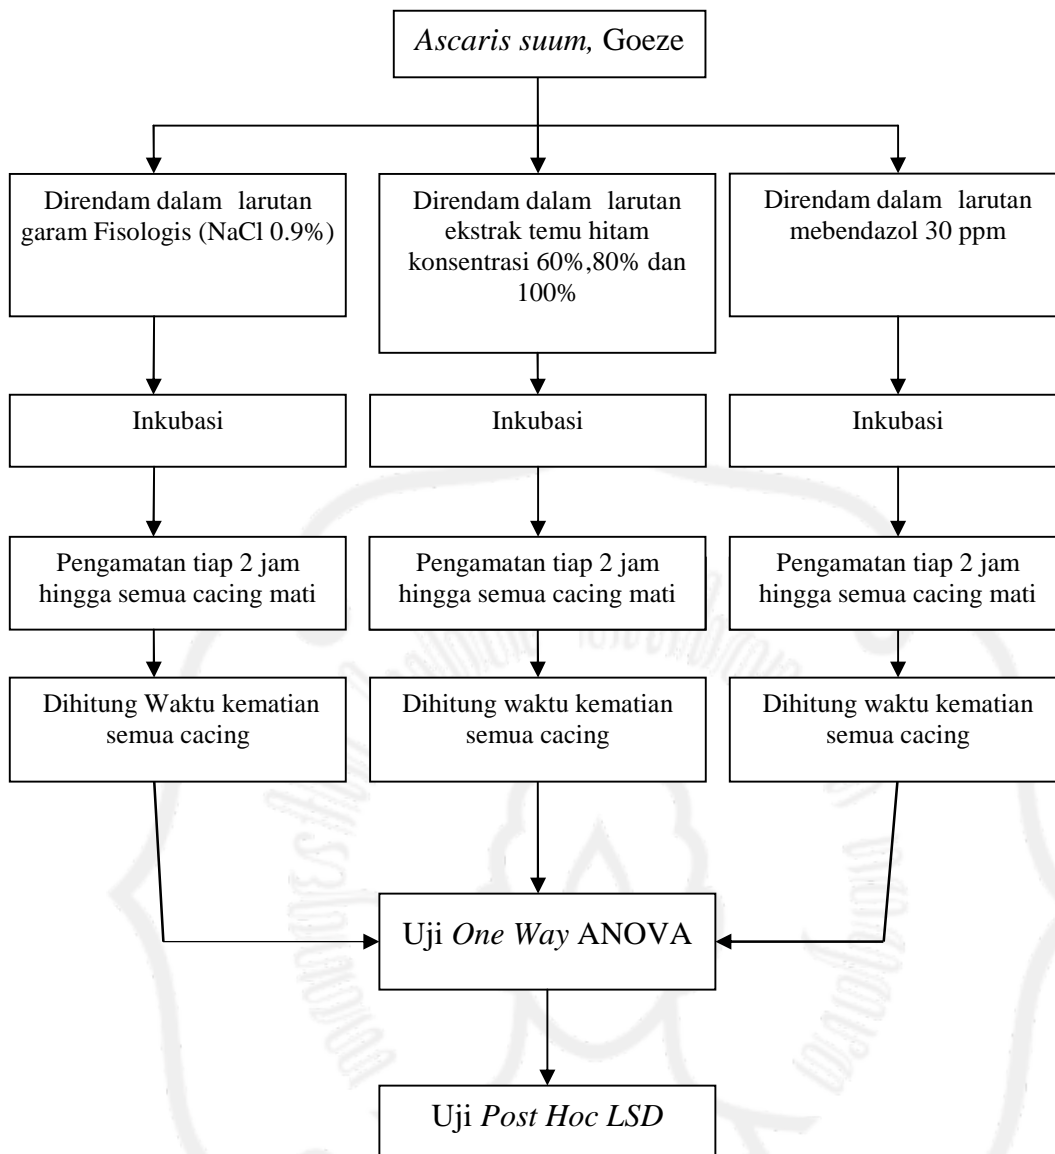 Ascaris suum, Goeze
Direndam dalam larutan
garam Fisologis (NaCl 0.9%)
Direndam dalam larutan
ekstrak temu hitam
konsentrasi 60%,80% dan
100%
Direndam dalam larutan
mebendazol 30 ppm
Inkubasi
Inkubasi
Inkubasi
Pengamatan tiap 2 jam
hingga semua cacing mati
Pengamatan tiap 2 jam
hingga semua cacing mati
Pengamatan tiap 2 jam
hingga semua cacing mati
Dihitung Waktu kematian
semua cacing
Dihitung waktu kematian
semua cacing
Dihitung waktu kematian
semua cacing
Uji One Way ANOVA
Uji Post Hoc LSD